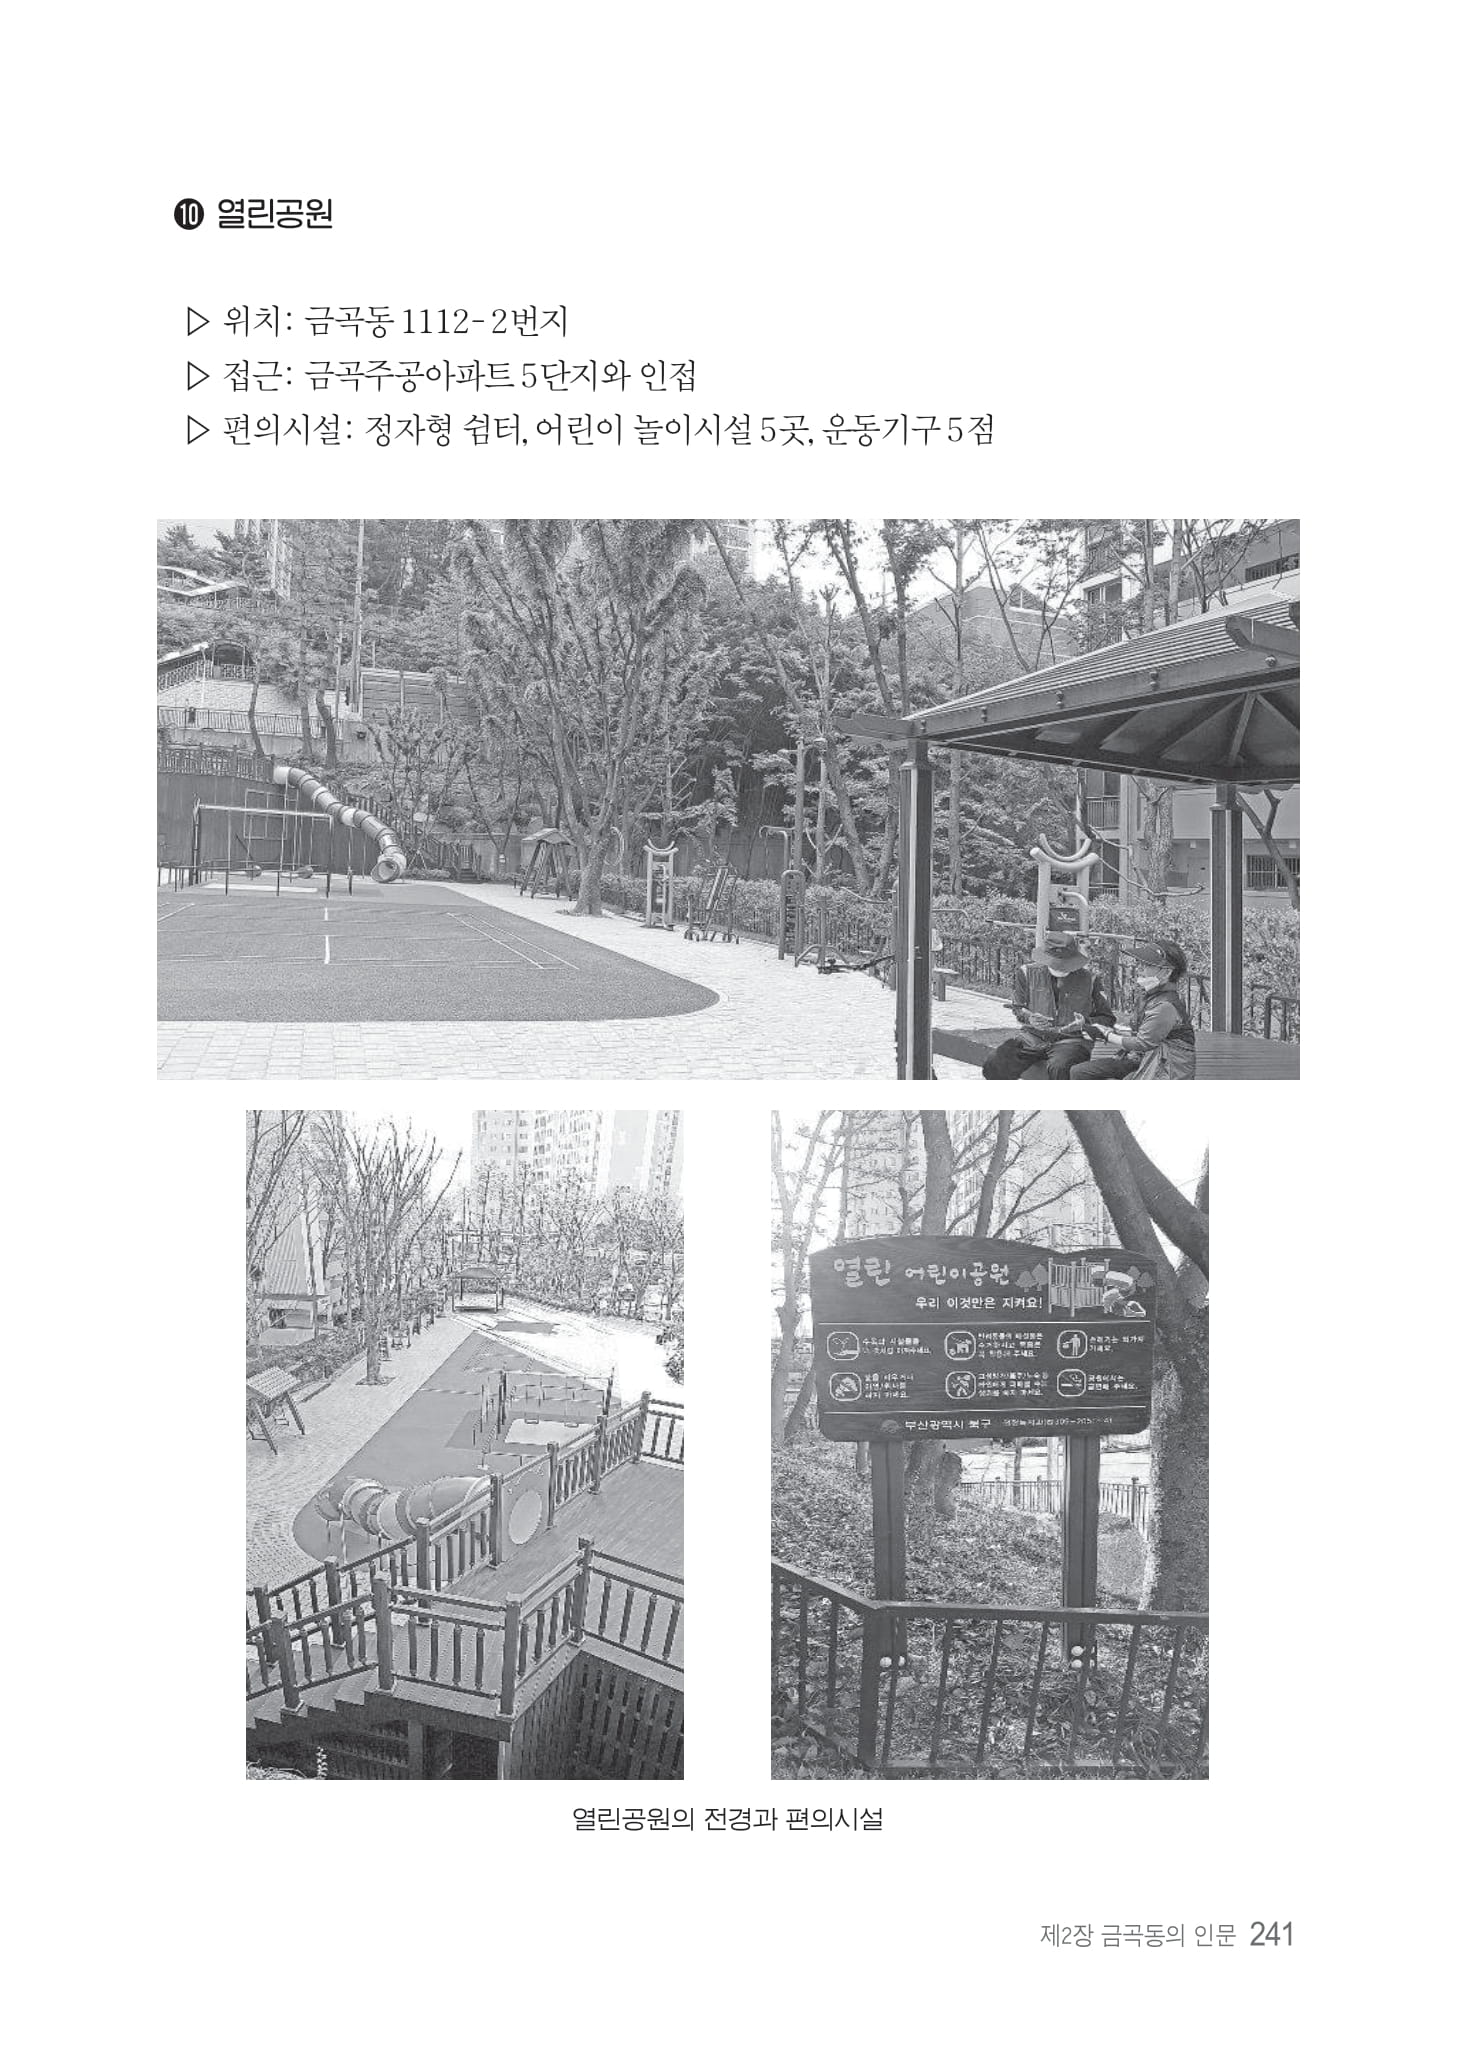 ❿ 열린공원
▷ 위치: 금곡동 1112-2번지
▷ 접근: 금곡주공아파트 5단지와 인접
▷ 편의시설: 정자형 쉼터, 어린이 놀이시설 5곳, 운동기구 5점
열린 어린이공원
우리 이것만은 지켜요!
부산광역시 북구
열린공원의 전경과 편의시설
제2장 금곡동의 인문 241